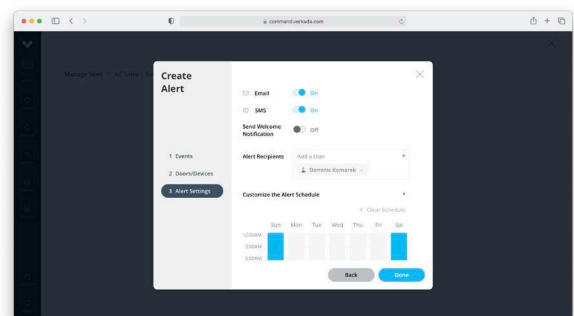 command.verkada.com
Manage Sites
Create
Alert
Email On
SMS On
Send Welcome
Notification Off
1 Events
2 Doors/Devices
3 Alert Settings
Alert Recipients Add a User *
Dominic Komarek ×
Customize the Alert Schedule *
× Clear Schedule
Sun Mon Tue Wed Thu Fri Sat
12:00AM
3:00AM
6:00AM
Back Done